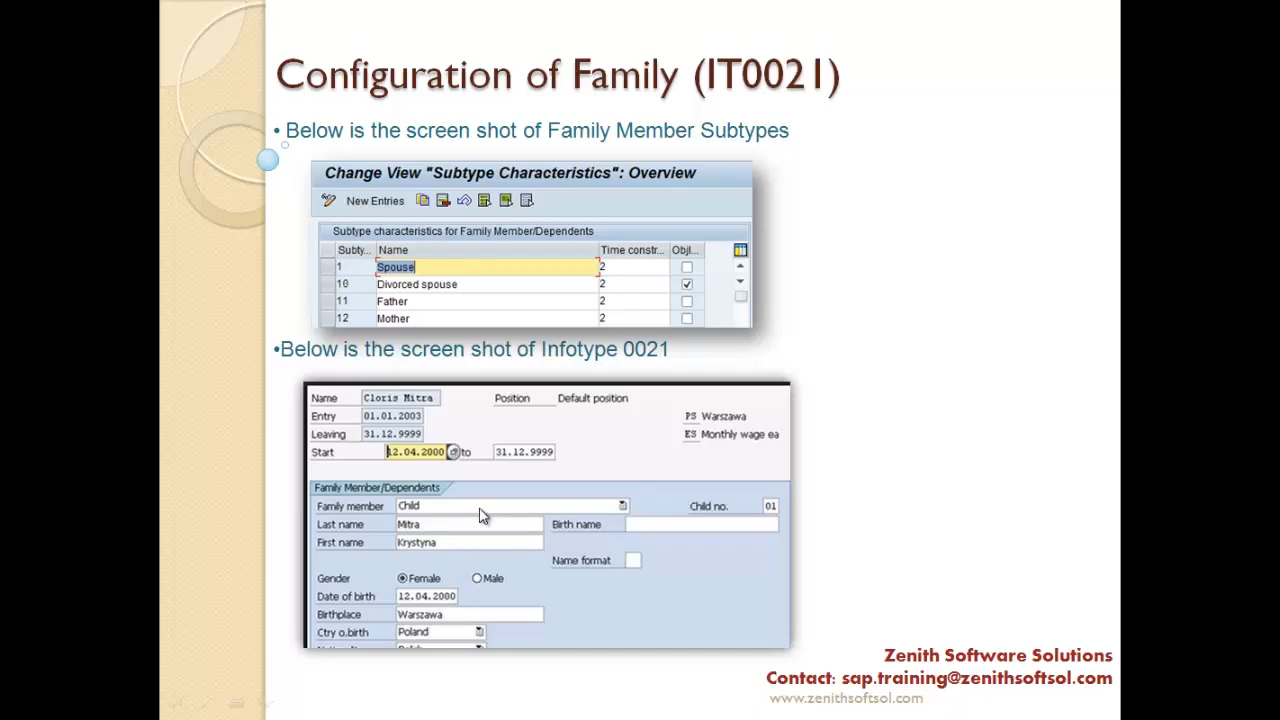 Configuration of Family (IT0021)
• Below is the screen shot of Family Member Subtypes
Change View "Subtype Characteristics": Overview
New Entries
Subtype characteristics for Family Member/Dependents
Subty... Name Time constr... ObjI...
1 Spouse 2
10 Divorced spouse 2
11 Father 2
12 Mother 2
•Below is the screen shot of Infotype 0021
Name Cloris Mitra Position Default position
Entry 01.01.2003 PS Warszawa
Leaving 31.12.9999 ES Monthly wage ea
Start 12.04.2000 to 31.12.9999
Family Member/Dependents
Family member Child Child no. 01
Last name Mitra Birth name
First name Krystyna
Name format
Gender Female Male
Date of birth 12.04.2000
Birthplace Warszawa
Ctry o.birth Poland
Zenith Software Solutions
Contact: sap.training@zenithsoftsol.com
www.zenithsoftsol.com